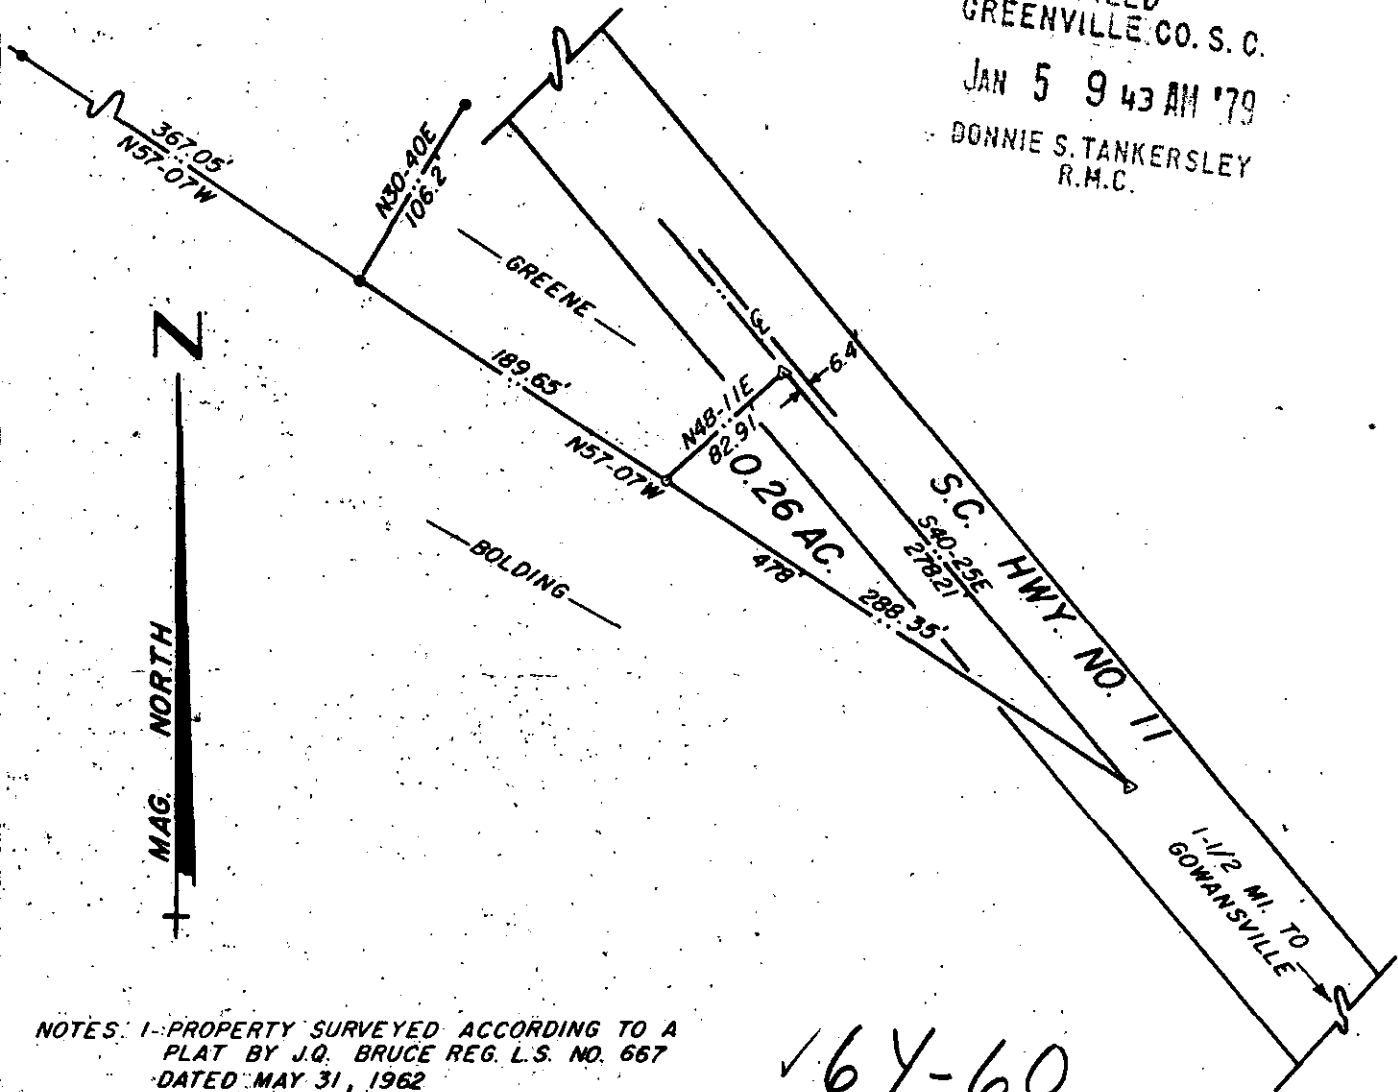 GREENVILLE CO. S. C.
JAN 5 9 43 AM '79
DONNIE S. TANKERSLEY
R.M.C.
367.05'
N57-07W
N30-40E
106.2'
GREENE
189.65'
N57-07W
N48-11E
82.91
6.4
0.26 AC.
478'
288.35'
S40-25E
278.21
S.C. HWY. NO. 11
BOLDING
N
MAG. NORTH
1-1/2 MI. TO
GOWANSVILLE
NOTES: 1- PROPERTY SURVEYED ACCORDING TO A
PLAT BY J.Q. BRUCE REG. L.S. NO. 667
DATED MAY 31, 1962
✓6Y-60